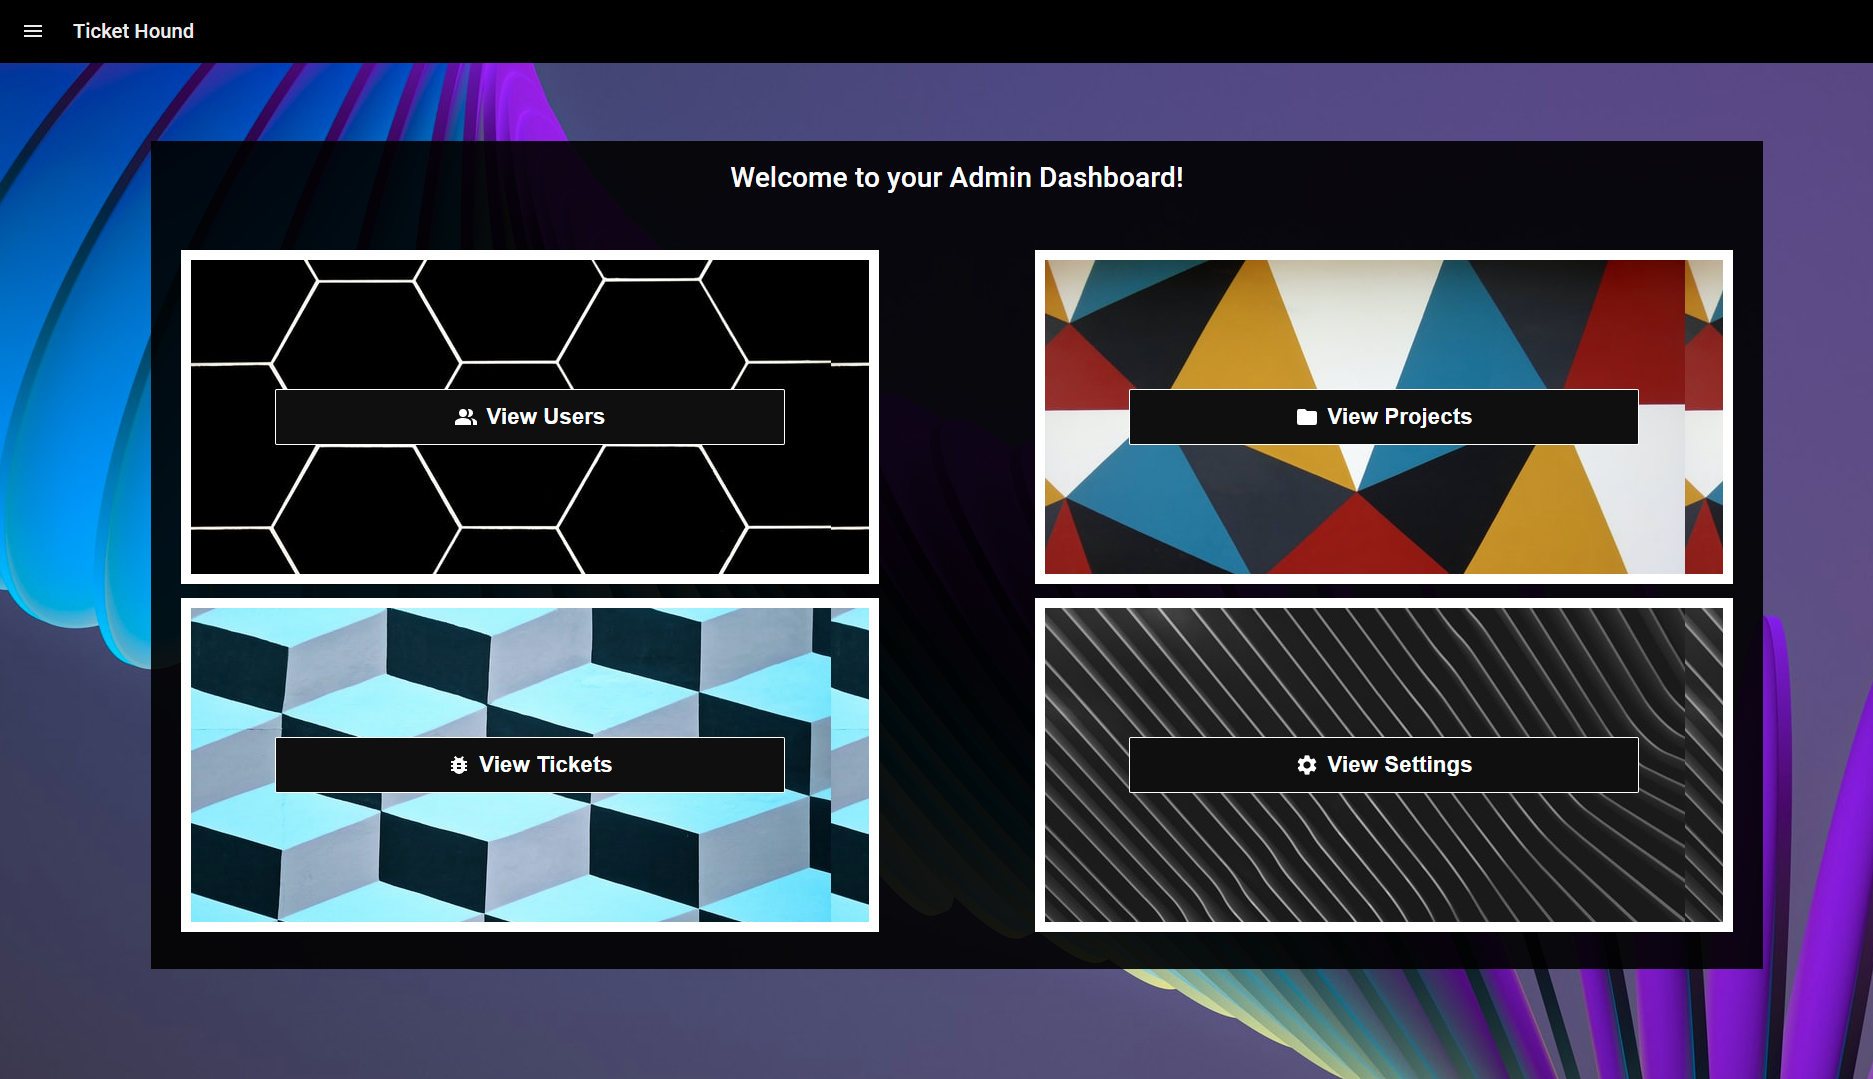 Ticket Hound
Welcome to your Admin Dashboard!
View Users
View Projects
View Tickets
View Settings